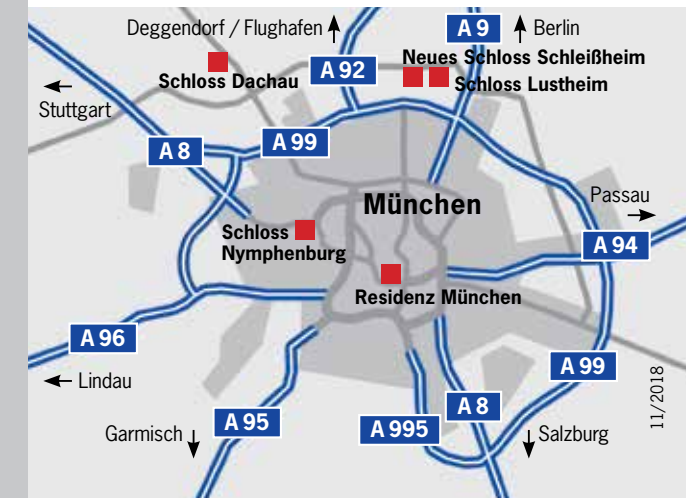 Deggendorf / Flughafen
A 9
Berlin
Neues Schloss Schleißheim
A 92
Schloss Dachau
Schloss Lustheim
Stuttgart
A 99
A 8
Passau
München
Schloss
Nymphenburg
A 94
Residenz München
A 96
Lindau
A 99
11/2018
A 8
A 95
A 995
Garmisch
Salzburg